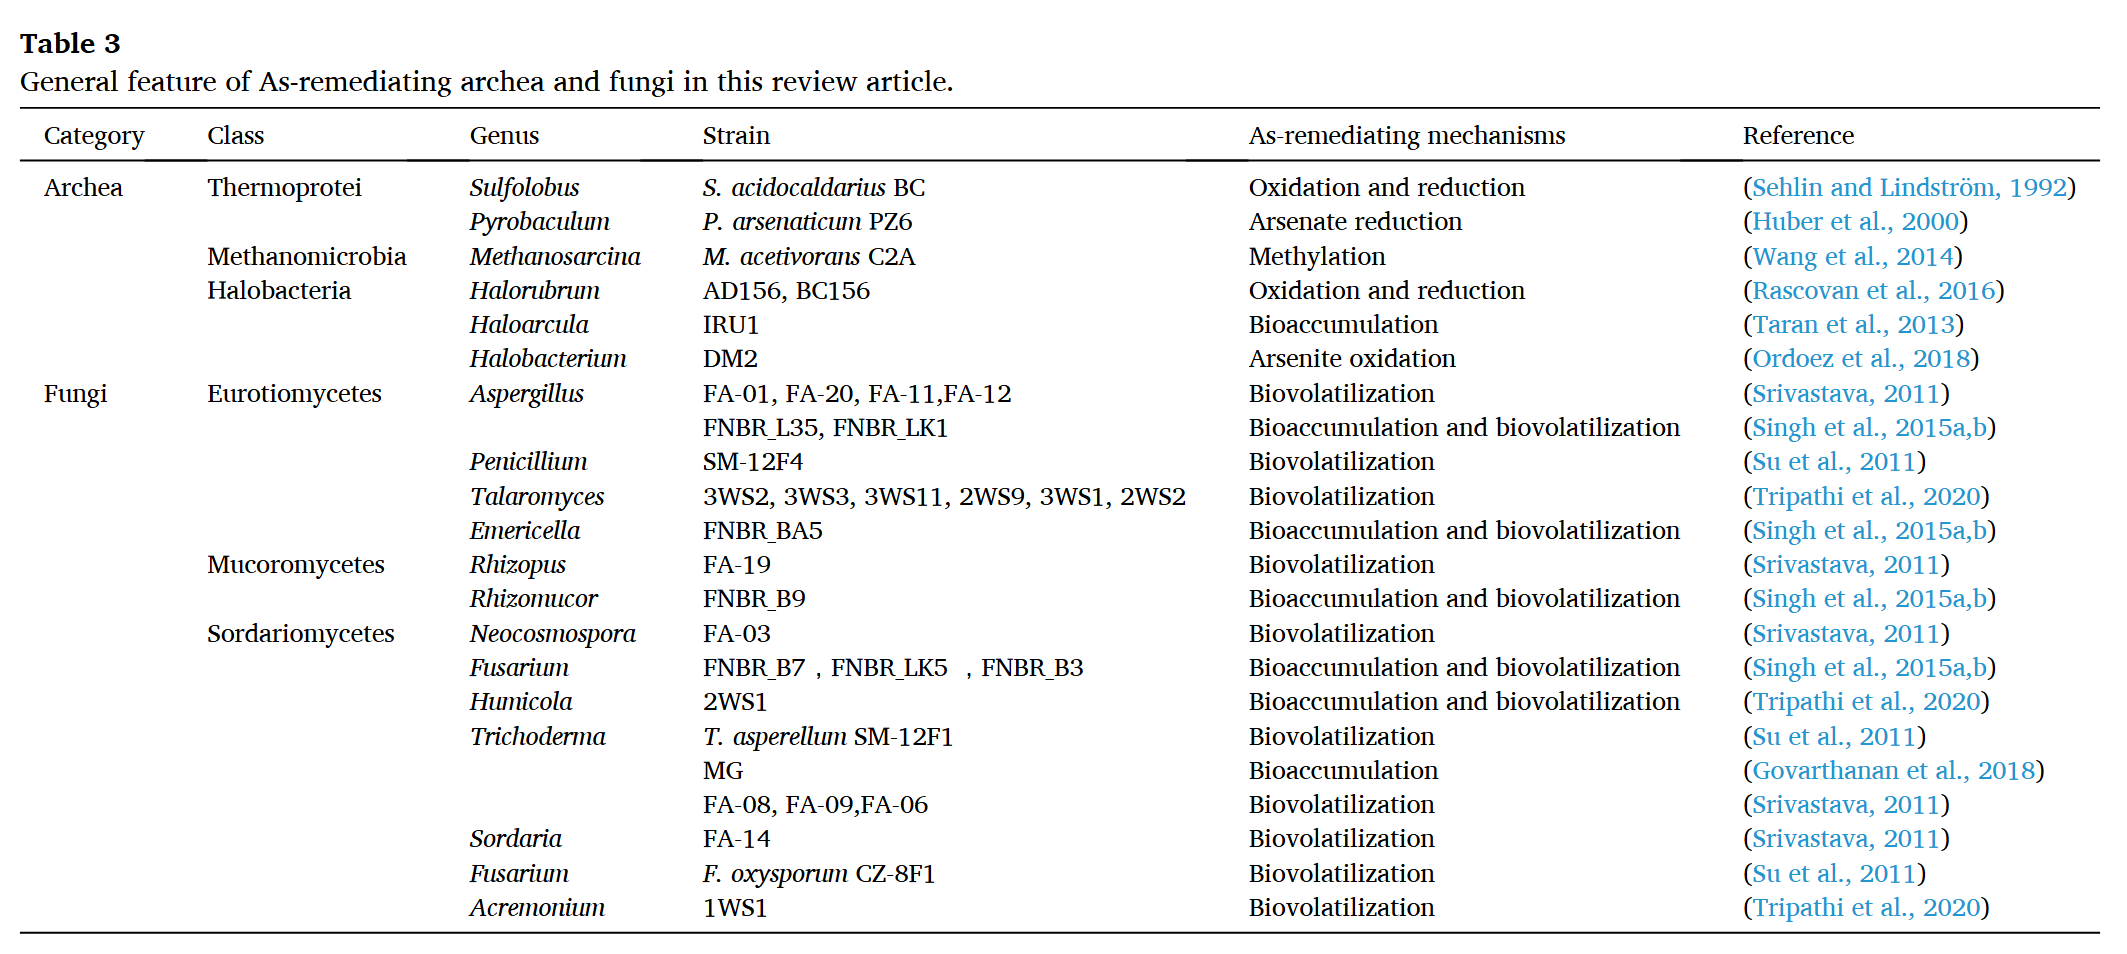 Table 3
General feature of As-remediating archea and fungi in this review article.
Category Class Genus Strain As-remediating mechanisms Reference
Archea Thermoprotei Sulfolobus S. acidocaldarius BC Oxidation and reduction (Sehlin and Lindström, 1992)
Pyrobaculum P. arsenaticum PZ6 Arsenate reduction (Huber et al., 2000)
Methanomicrobia Methanosarcina M. acetivorans C2A Methylation (Wang et al., 2014)
Halobacteria Halorubrum AD156, BC156 Oxidation and reduction (Rascovan et al., 2016)
Haloarcula IRU1 Bioaccumulation (Taran et al., 2013)
Halobacterium DM2 Arsenite oxidation (Ordoez et al., 2018)
Fungi Eurotiomycetes Aspergillus FA-01, FA-20, FA-11,FA-12 Biovolatilization (Srivastava, 2011)
FNBR_L35, FNBR_LK1 Bioaccumulation and biovolatilization (Singh et al., 2015a,b)
Penicillium SM-12F4 Biovolatilization (Su et al., 2011)
Talaromyces 3WS2, 3WS3, 3WS11, 2WS9, 3WS1, 2WS2 Biovolatilization (Tripathi et al., 2020)
Emericella FNBR_BA5 Bioaccumulation and biovolatilization (Singh et al., 2015a,b)
Mucoromycetes Rhizopus FA-19 Biovolatilization (Srivastava, 2011)
Rhizomucor FNBR_B9 Bioaccumulation and biovolatilization (Singh et al., 2015a,b)
Sordariomycetes Neocosmospora FA-03 Biovolatilization (Srivastava, 2011)
Fusarium FNBR_B7 , FNBR_LK5 , FNBR_B3 Bioaccumulation and biovolatilization (Singh et al., 2015a,b)
Humicola 2WS1 Bioaccumulation and biovolatilization (Tripathi et al., 2020)
Trichoderma T. asperellum SM-12F1 Biovolatilization (Su et al., 2011)
MG Bioaccumulation (Govarthanan et al., 2018)
FA-08, FA-09,FA-06 Biovolatilization (Srivastava, 2011)
Sordaria FA-14 Biovolatilization (Srivastava, 2011)
Fusarium F. oxysporum CZ-8F1 Biovolatilization (Su et al., 2011)
Acremonium 1WS1 Biovolatilization (Tripathi et al., 2020)